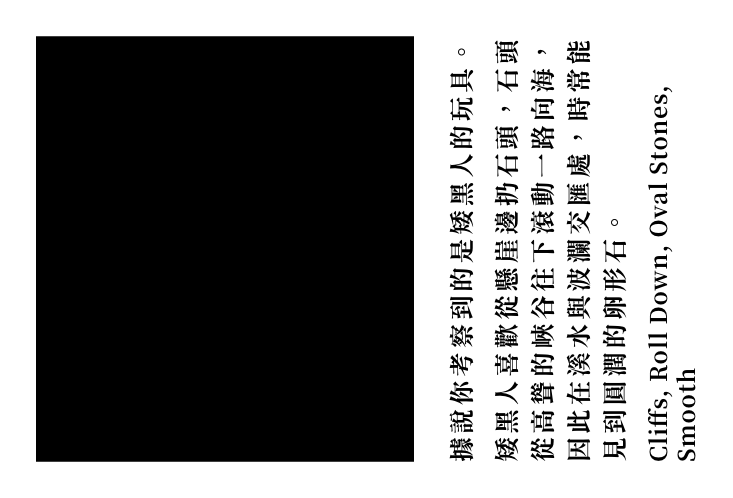 據說你考察到的是矮黑人的玩具。
矮黑人喜歡從懸崖邊扔石頭，石頭
從高聳的峽谷往下滾動一路向海，
因此在溪水與波瀾交匯處，時常能
見到圓潤的卵形石。
Cliffs, Roll Down, Oval Stones,
Smooth